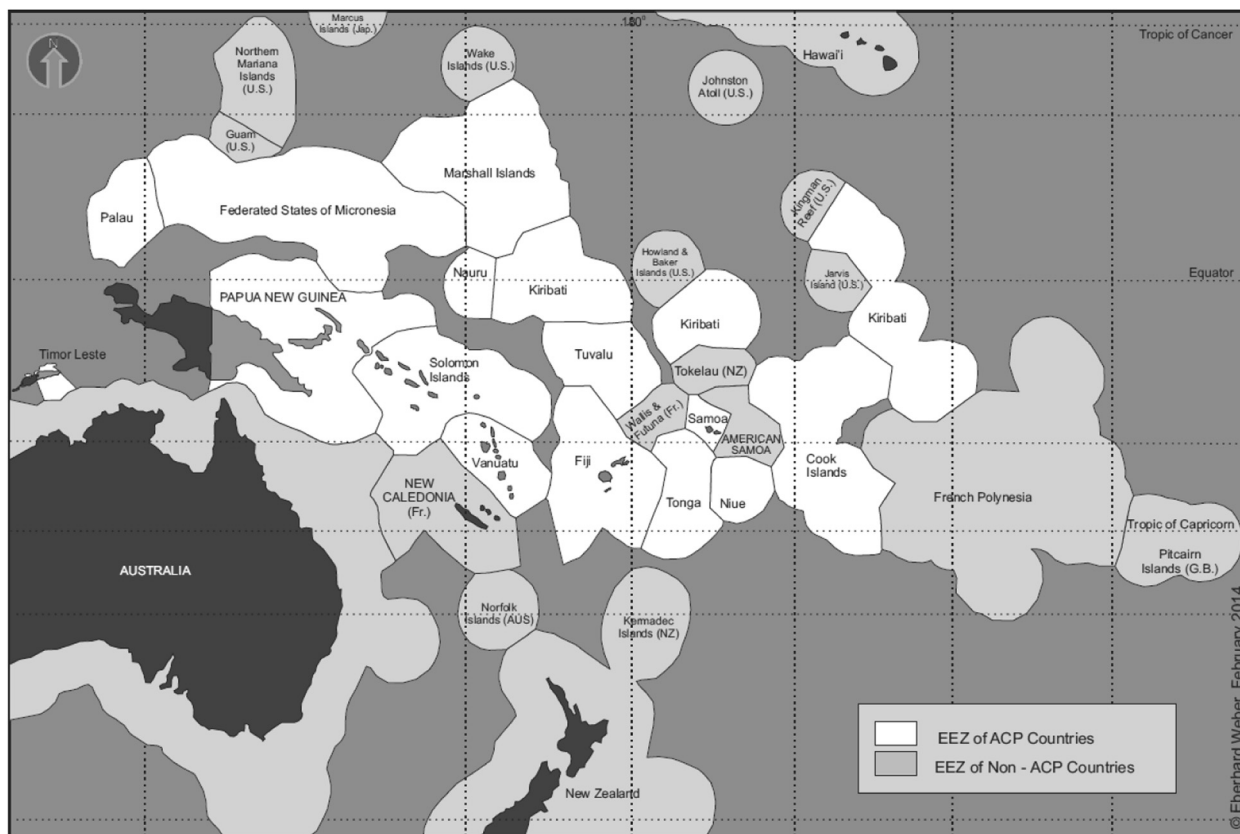 Marcus
Islands (Jap.)
180°
Tropic of Cancer
N
Northern
Mariana
Islands
(U.S.)
Wake
Islands (U.S.)
Hawai'i
Johnston
Atoll (U.S.)
Guam
(U.S.)
Marshall Islands
Palau
Federated States of Micronesia
Kingman
Reef (U.S.)
Howland &
Baker
Islands (U.S.)
Nauru
Kiribati
Jarvis
Island (U.S.)
Equator
PAPUA NEW GUINEA
Kiribati
Kiribati
Timor Leste
Solomon
Islands
Tuvalu
Tokelau (NZ)
Wallis &
Futuna (Fr.)
Samoa
AMERICAN
SAMOA
Vanuatu
Fiji
Cook
Islands
NEW
CALEDONIA
(Fr.)
Tonga
Niue
French Polynesia
Tropic of Capricorn
Pitcairn
Islands (G.B.)
AUSTRALIA
Norfolk
Islands (AUS)
Kermadec
Islands (NZ)
New Zealand
EEZ of ACP Countries
EEZ of Non - ACP Countries
© Eberhard Weber, February 2014